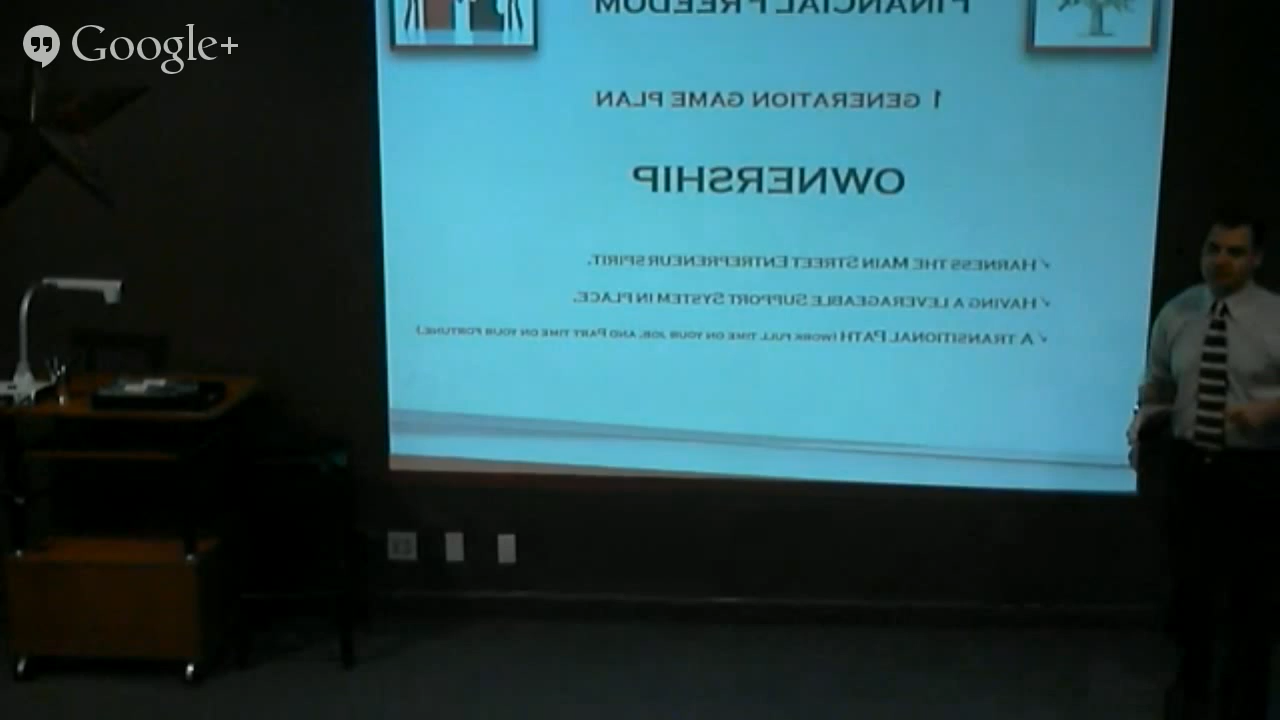 Google+
FINANCIAL FREEDOM
1 GENERATION GAME PLAN
OWNERSHIP
✓ HARNESS THE MAIN STREET ENTREPRENEUR SPIRIT.
✓ HAVING A LEVERAGEABLE SUPPORT SYSTEM IN PLACE.
✓ A TRANSITIONAL PATH (WORK FULL TIME ON YOUR JOB, AND PART TIME ON YOUR FORTUNE.)